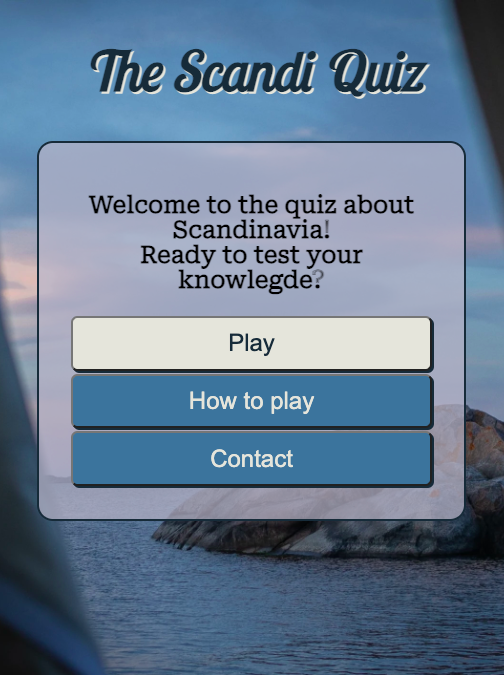 The Scandi Quiz
Welcome to the quiz about
Scandinavia!
Ready to test your
knowlegde?
Play
How to play
Contact